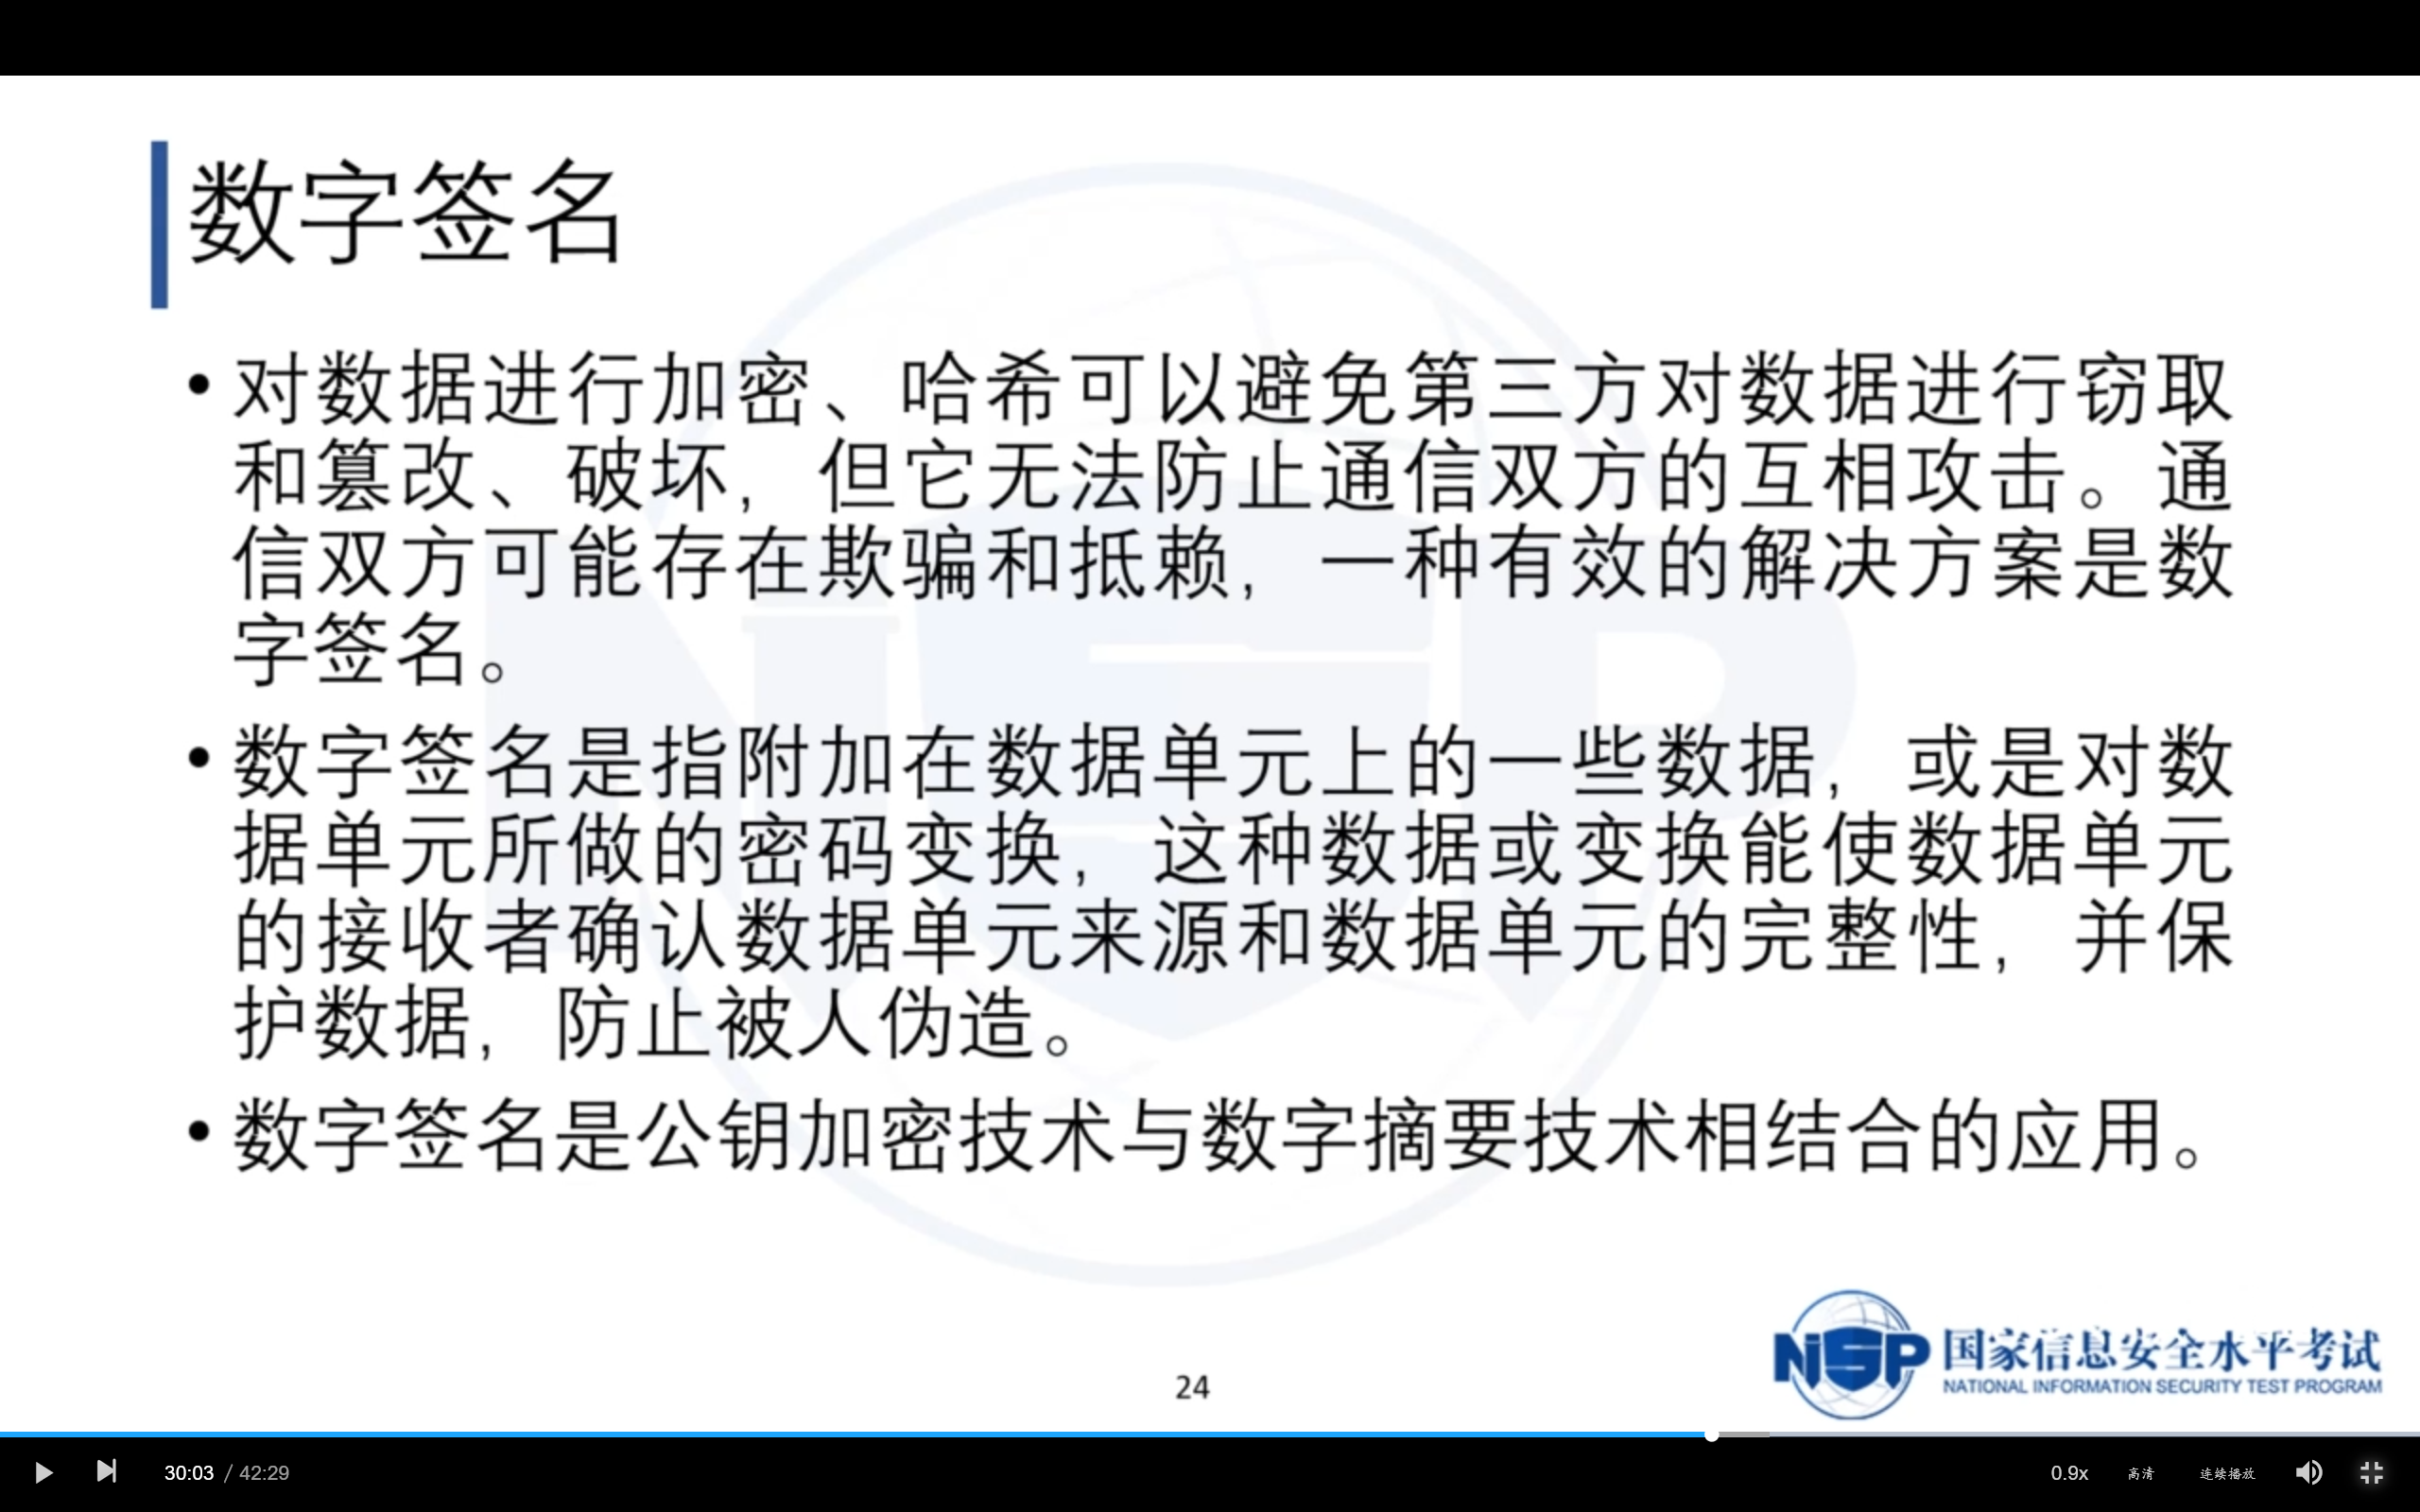 数字签名
• 对数据进行加密、哈希可以避免第三方对数据进行窃取
和篡改、破坏，但它无法防止通信双方的互相攻击。通
信双方可能存在欺骗和抵赖，一种有效的解决方案是数
字签名。
• 数字签名是指附加在数据单元上的一些数据，或是对数
据单元所做的密码变换，这种数据或变换能使数据单元
的接收者确认数据单元来源和数据单元的完整性，并保
护数据，防止被人伪造。
• 数字签名是公钥加密技术与数字摘要技术相结合的应用。
NSP
NSP 国家信息安全水平考试
NATIONAL INFORMATION SECURITY TEST PROGRAM
24
30:03 / 42:29 0.9x 高清 连续播放